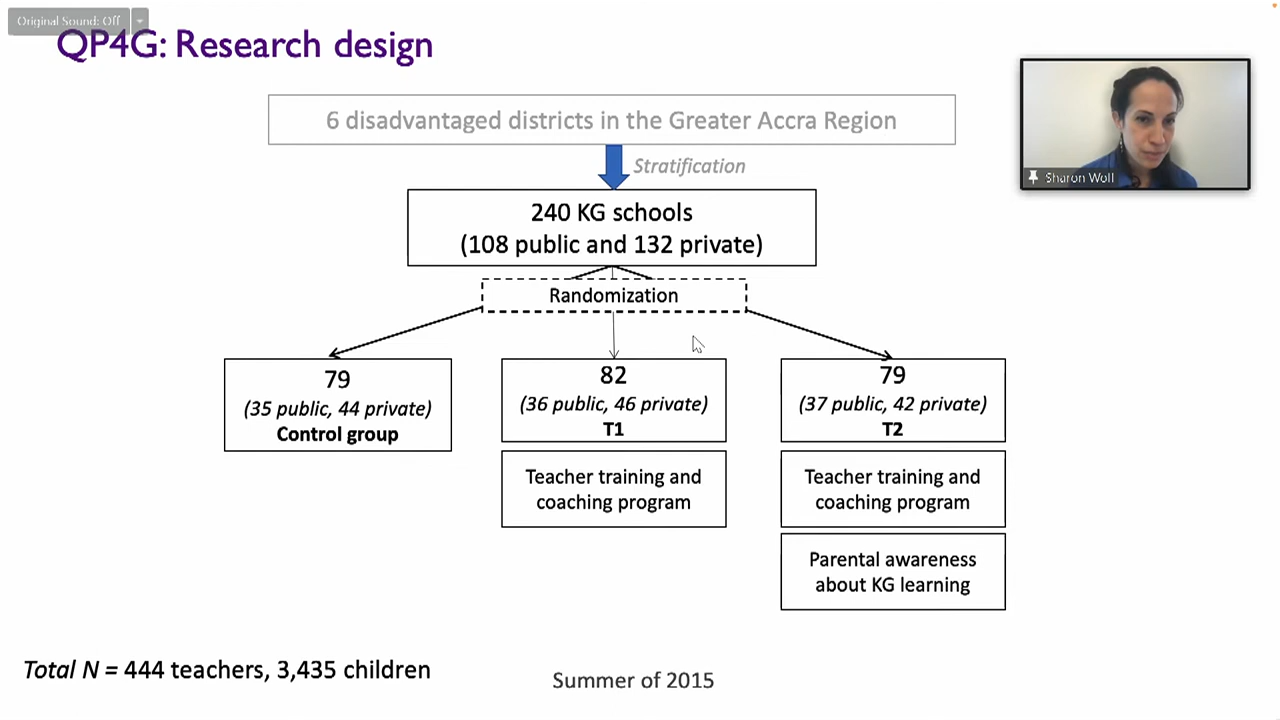 Original Sound: Off
QP4G: Research design
6 disadvantaged districts in the Greater Accra Region
Stratification
Sharon Wolf
240 KG schools
(108 public and 132 private)
Randomization
79
(35 public, 44 private)
Control group
82
(36 public, 46 private)
T1
79
(37 public, 42 private)
T2
Teacher training and
coaching program
Teacher training and
coaching program
Parental awareness
about KG learning
Total N = 444 teachers, 3,435 children
Summer of 2015